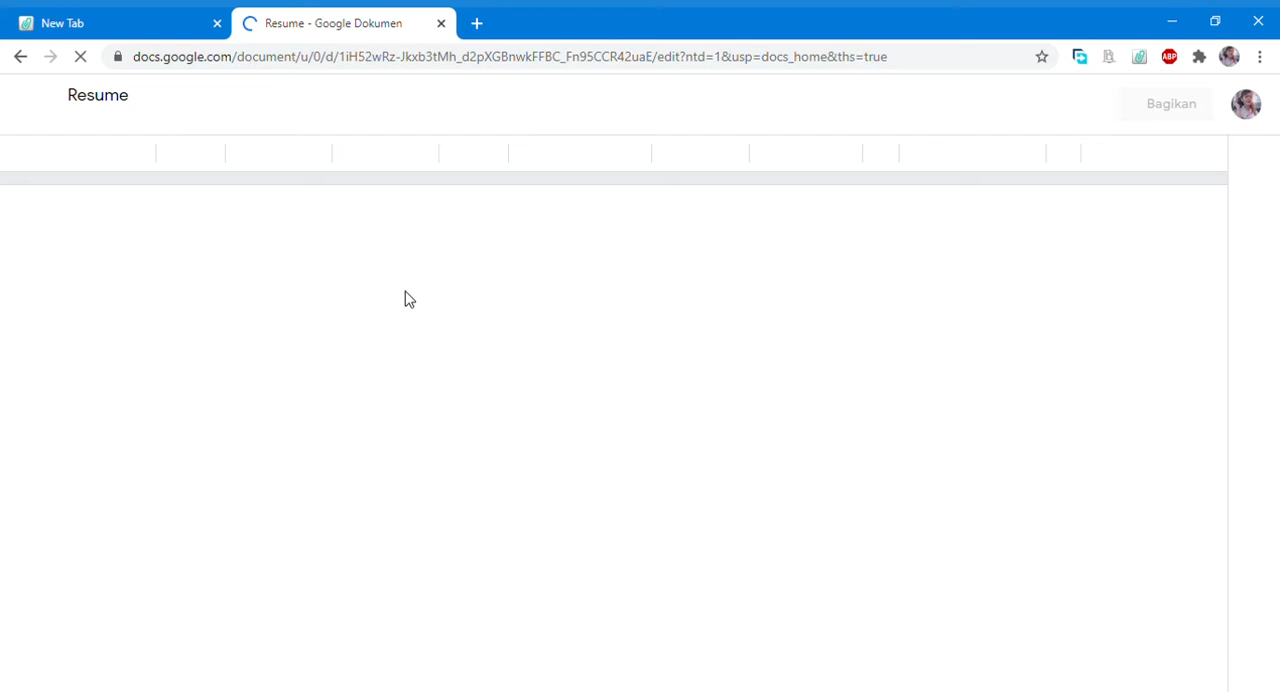 New Tab
Resume - Google Dokumen
docs.google.com/document/u/0/d/1iH52wRz-Jkxb3tMh_d2pXGBnwkFFBC_Fn95CCR42uaE/edit?ntd=1&usp=docs_home&ths=true
ABP
Resume
Bagikan